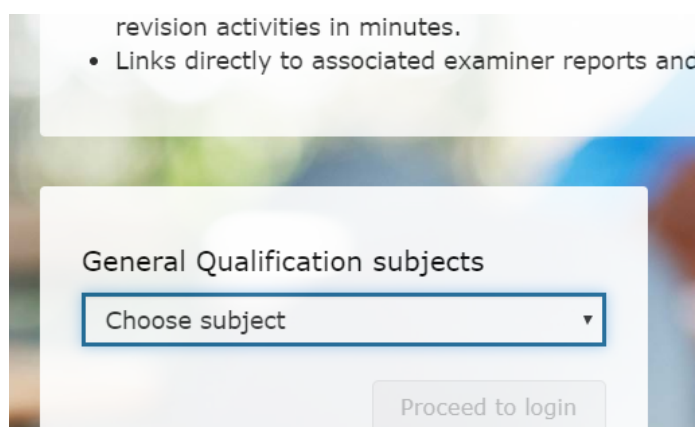 revision activities in minutes.
• Links directly to associated examiner reports and
General Qualification subjects
Choose subject
Proceed to login